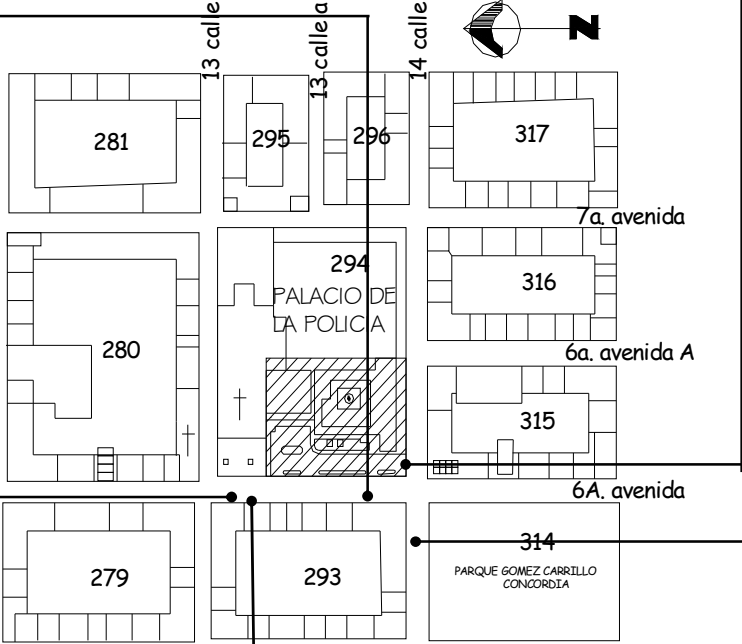 13 calle
13 calle a
14 calle
N
281
295
296
317
7a. avenida
294
PALACIO DE
LA POLICIA
316
280
6a. avenida A
315
6A. avenida
279
293
314
PARQUE GOMEZ CARRILLO
CONCORDIA